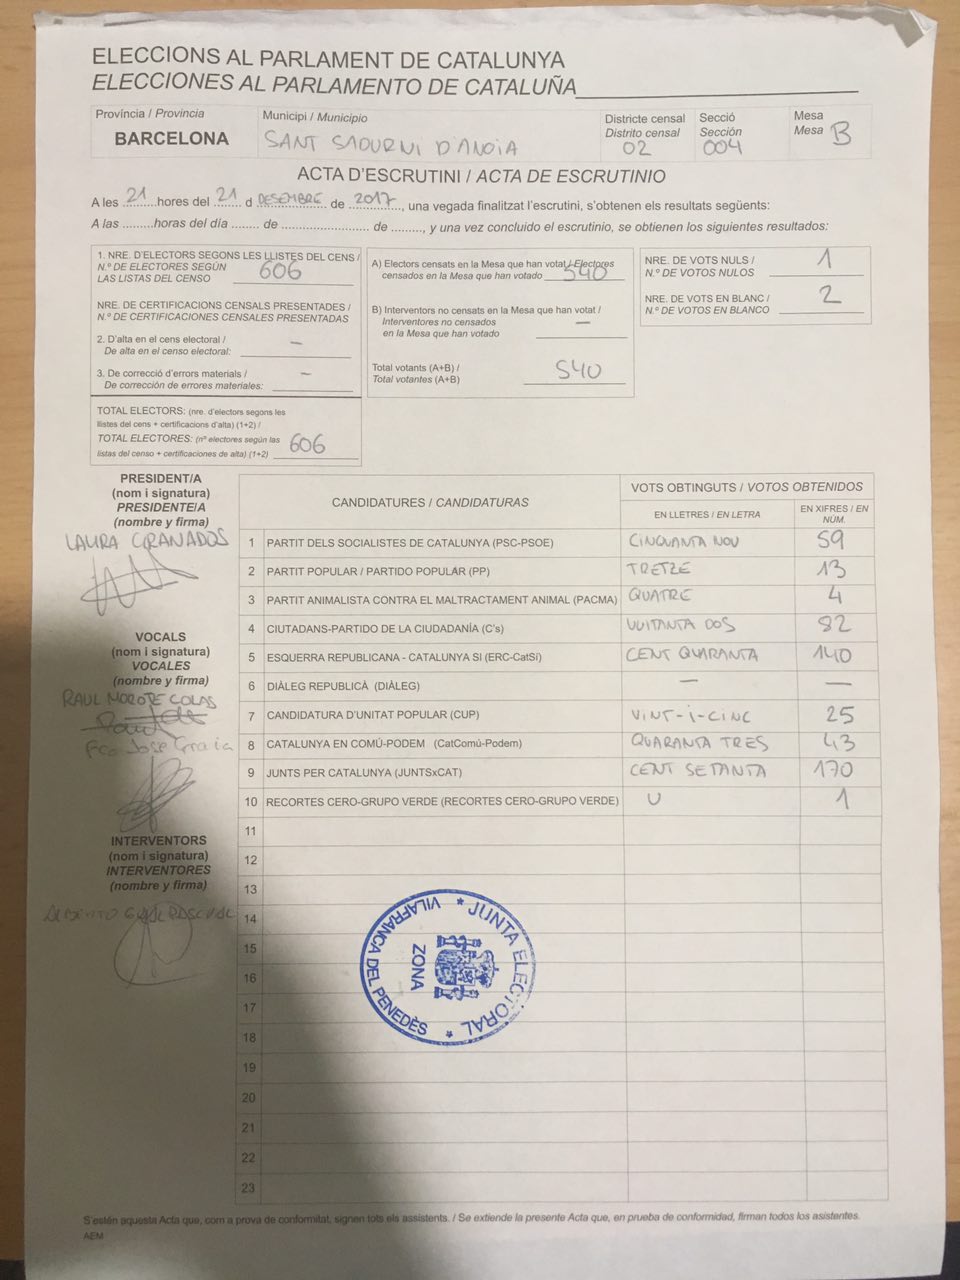 ELECCIONS AL PARLAMENT DE CATALUNYA
ELECCIONES AL PARLAMENTO DE CATALUÑA
Província / Provincia
BARCELONA
Municipi / Municipio
SANT SADURNI D'ANOIA
Districte censal
Distrito censal
02
Secció
Sección
004
Mesa
Mesa B
ACTA D'ESCRUTINI / ACTA DE ESCRUTINIO
A les 21 hores del 21 d DESEMBRE de 2017, una vegada finalitzat l'escrutini, s'obtenen els resultats següents:
A las .........horas del día ...... de ........................ de ........., y una vez concluido el escrutinio, se obtienen los siguientes resultados:
1. NRE. D'ELECTORS SEGONS LES LLISTES DEL CENS /
N.º DE ELECTORES SEGÚN
LAS LISTAS DEL CENSO 606
NRE. DE CERTIFICACIONS CENSALS PRESENTADES /
N.º DE CERTIFICACIONES CENSALES PRESENTADAS
2. D'alta en el cens electoral /
De alta en el censo electoral: —
3. De correcció d'errors materials /
De corrección de errores materiales: —
TOTAL ELECTORS: (nre. d'electors segons les
llistes del cens + certificacions d'alta) (1+2) /
TOTAL ELECTORES: (nº electores según las
listas del censo + certificaciones de alta) (1+2) 606
A) Electors censats en la Mesa que han votat / Electores
censados en la Mesa que han votado 540
B) Interventors no censats en la Mesa que han votat /
Interventores no censados
en la Mesa que han votado —
Total votants (A+B) /
Total votantes (A+B) 540
NRE. DE VOTS NULS /
N.º DE VOTOS NULOS 1
NRE. DE VOTS EN BLANC /
N.º DE VOTOS EN BLANCO 2
PRESIDENT/A
(nom i signatura)
PRESIDENTE/A
(nombre y firma)
LAURA GRANADOS
VOCALS
(nom i signatura)
VOCALES
(nombre y firma)
RAUL MOROTE COLAS
Fco Jose Gracia
INTERVENTORS
(nom i signatura)
INTERVENTORES
(nombre y firma)
CANDIDATURES / CANDIDATURAS
VOTS OBTINGUTS / VOTOS OBTENIDOS
EN LLETRES / EN LETRA
EN XIFRES / EN
NÚM.
1 PARTIT DELS SOCIALISTES DE CATALUNYA (PSC-PSOE) CINQUANTA NOU 59
2 PARTIT POPULAR / PARTIDO POPULAR (PP) TRETZE 13
3 PARTIT ANIMALISTA CONTRA EL MALTRACTAMENT ANIMAL (PACMA) QUATRE 4
4 CIUTADANS-PARTIDO DE LA CIUDADANÍA (C's) VUITANTA DOS 82
5 ESQUERRA REPUBLICANA - CATALUNYA SI (ERC-CatSí) CENT QUARANTA 140
6 DIÀLEG REPUBLICÀ (DIÀLEG) — —
7 CANDIDATURA D'UNITAT POPULAR (CUP) VINT-I-CINC 25
8 CATALUNYA EN COMÚ-PODEM (CatComú-Podem) QUARANTA TRES 43
9 JUNTS PER CATALUNYA (JUNTSxCAT) CENT SETANTA 170
10 RECORTES CERO-GRUPO VERDE (RECORTES CERO-GRUPO VERDE) U 1
11
12
13
14
15
16
17
18
19
20
21
22
23
JUNTA ELECTORAL * VILAFRANCA DEL PENEDÈS *
ZONA
S'estén aquesta Acta que, com a prova de conformitat, signen tots els assistents. / Se extiende la presente Acta que, en prueba de conformidad, firman todos los asistentes.
AEM